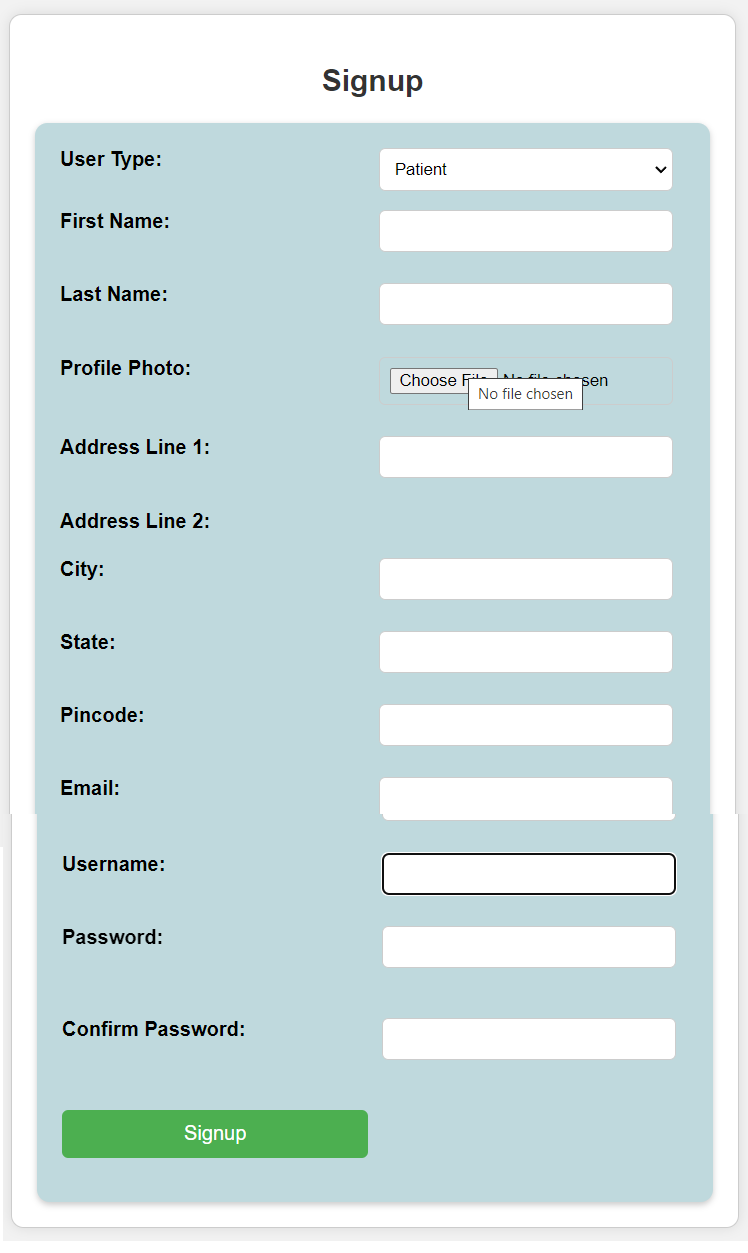 Signup
User Type:
Patient
First Name:
Last Name:
Profile Photo:
Choose File No file chosen
No file chosen
Address Line 1:
Address Line 2:
City:
State:
Pincode:
Email:
Username:
Password:
Confirm Password:
Signup